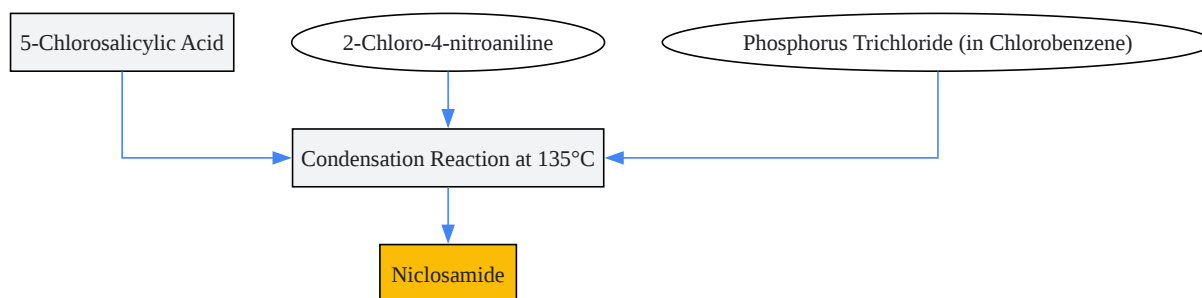 5-Chlorosalicylic Acid
2-Chloro-4-nitroaniline
Phosphorus Trichloride (in Chlorobenzene)
Condensation Reaction at 135°C
Niclosamide